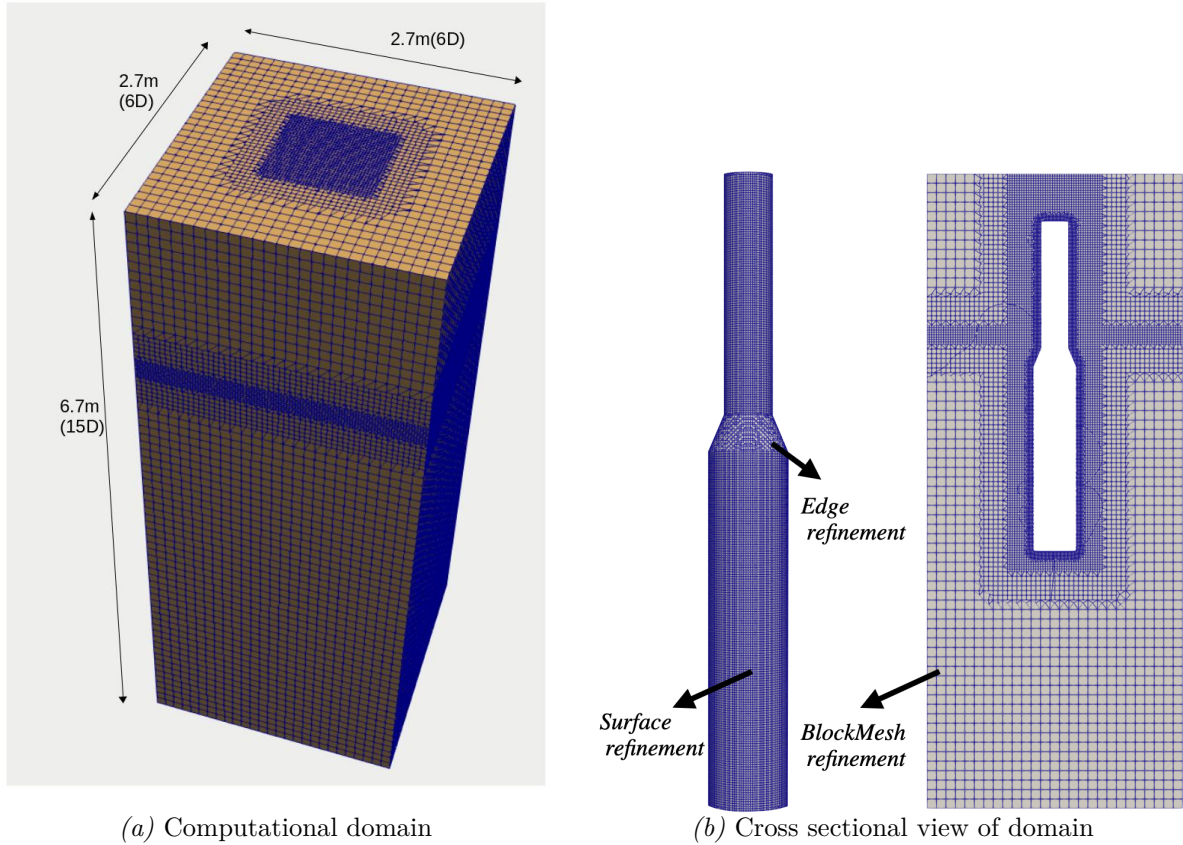 2.7m(6D)
2.7m
(6D)
6.7m
(15D)
Edge
refinement
Surface
refinement
BlockMesh
refinement
(a) Computational domain
(b) Cross sectional view of domain